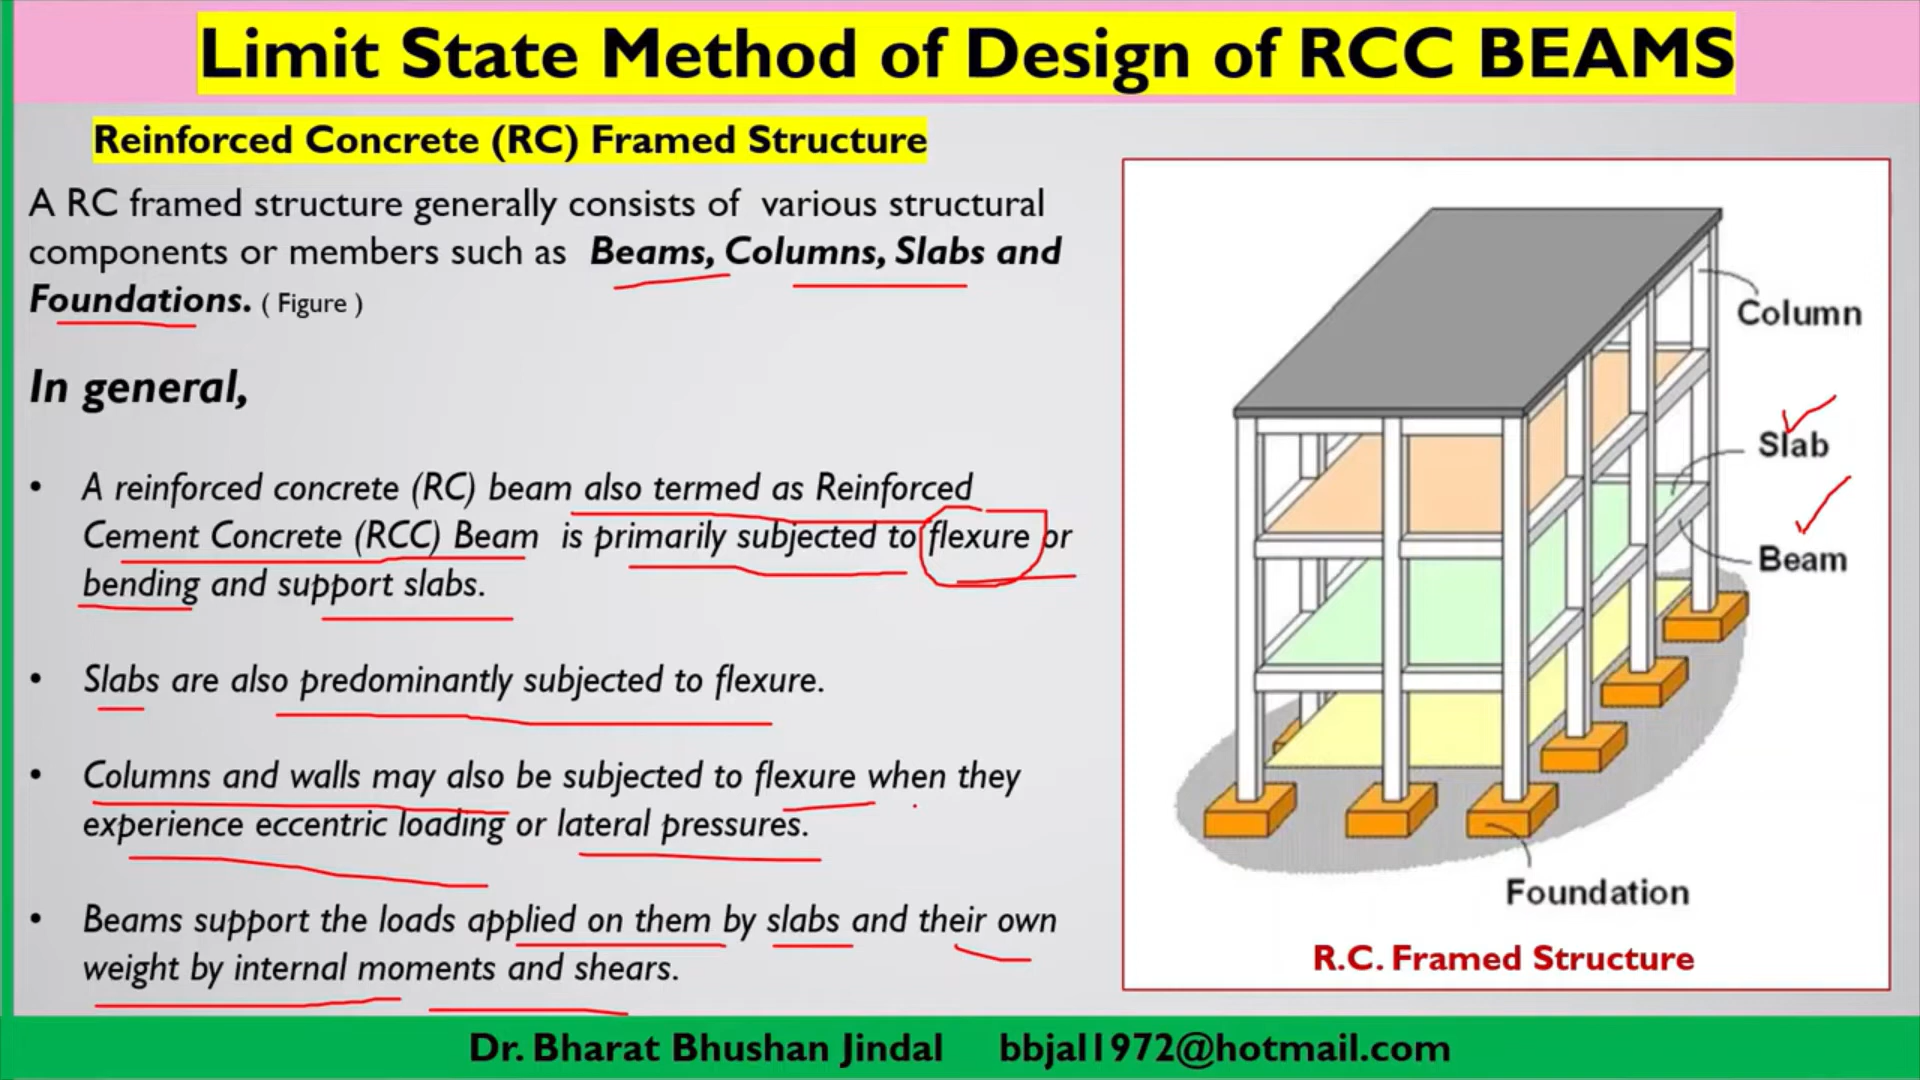 Limit State Method of Design of RCC BEAMS
Reinforced Concrete (RC) Framed Structure
A RC framed structure generally consists of various structural
components or members such as Beams, Columns, Slabs and
Foundations. ( Figure )
In general,
• A reinforced concrete (RC) beam also termed as Reinforced
Cement Concrete (RCC) Beam is primarily subjected to flexure or
bending and support slabs.
• Slabs are also predominantly subjected to flexure.
• Columns and walls may also be subjected to flexure when they
experience eccentric loading or lateral pressures.
• Beams support the loads applied on them by slabs and their own
weight by internal moments and shears.
Column
Slab
Beam
Foundation
R.C. Framed Structure
Dr. Bharat Bhushan Jindal bbjal1972@hotmail.com